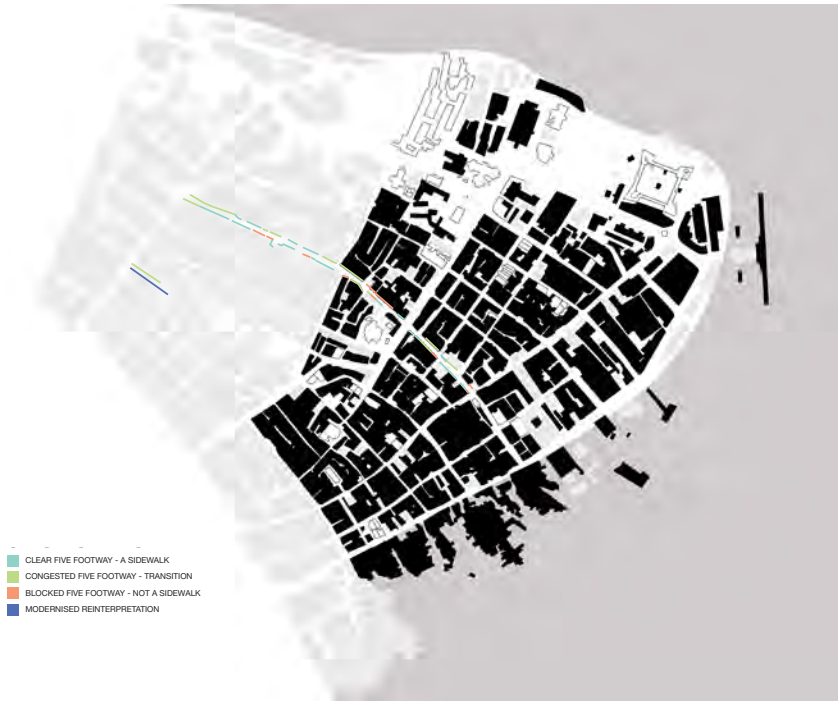 CLEAR FIVE FOOTWAY - A SIDEWALK
CONGESTED FIVE FOOTWAY - TRANSITION
BLOCKED FIVE FOOTWAY - NOT A SIDEWALK
MODERNISED REINTERPRETATION